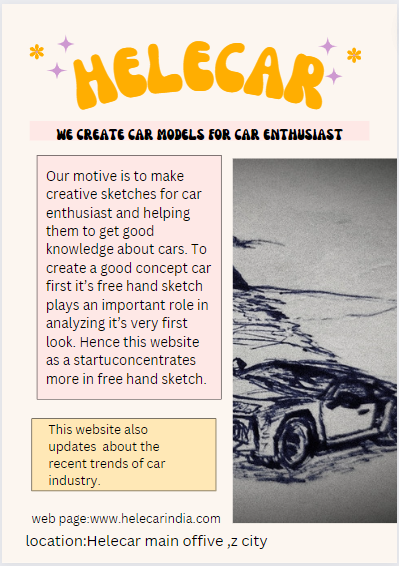 HELECAR
WE CREATE CAR MODELS FOR CAR ENTHUSIAST
Our motive is to make
creative sketches for car
enthusiast and helping
them to get good
knowledge about cars. To
create a good concept car
first it's free hand sketch
plays an important role in
analyzing it's very first
look. Hence this website
as a startuconcentrates
more in free hand sketch.
This website also
updates about the
recent trends of car
industry.
web page:www.helecarindia.com
location:Helecar main offive ,z city